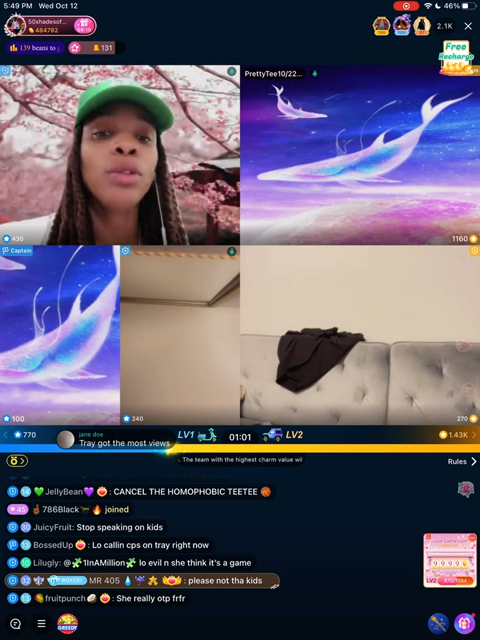 5:49 PM Wed Oct 12
46%
50shadesof...
484782
2.1K
139 beans to
131
Free
Recharge
PrettyTee10/22...
430
1160
Captain
100
240
270
770
jane doe
Tray got the most views
LV1
01:01
LV2
1.43K
The team with the highest charm value wil
Rules
JellyBean : CANCEL THE HOMOPHOBIC TEETEE
45 786Black joined
JuicyFruit: Stop speaking on kids
BossedUp : Lo callin cps on tray right now
Lilugly: @1InAMillion lo evil n she think it's a game
MR 405 : please not tha kids
fruitpunch : She really otp frfr
LV2
GREEDY